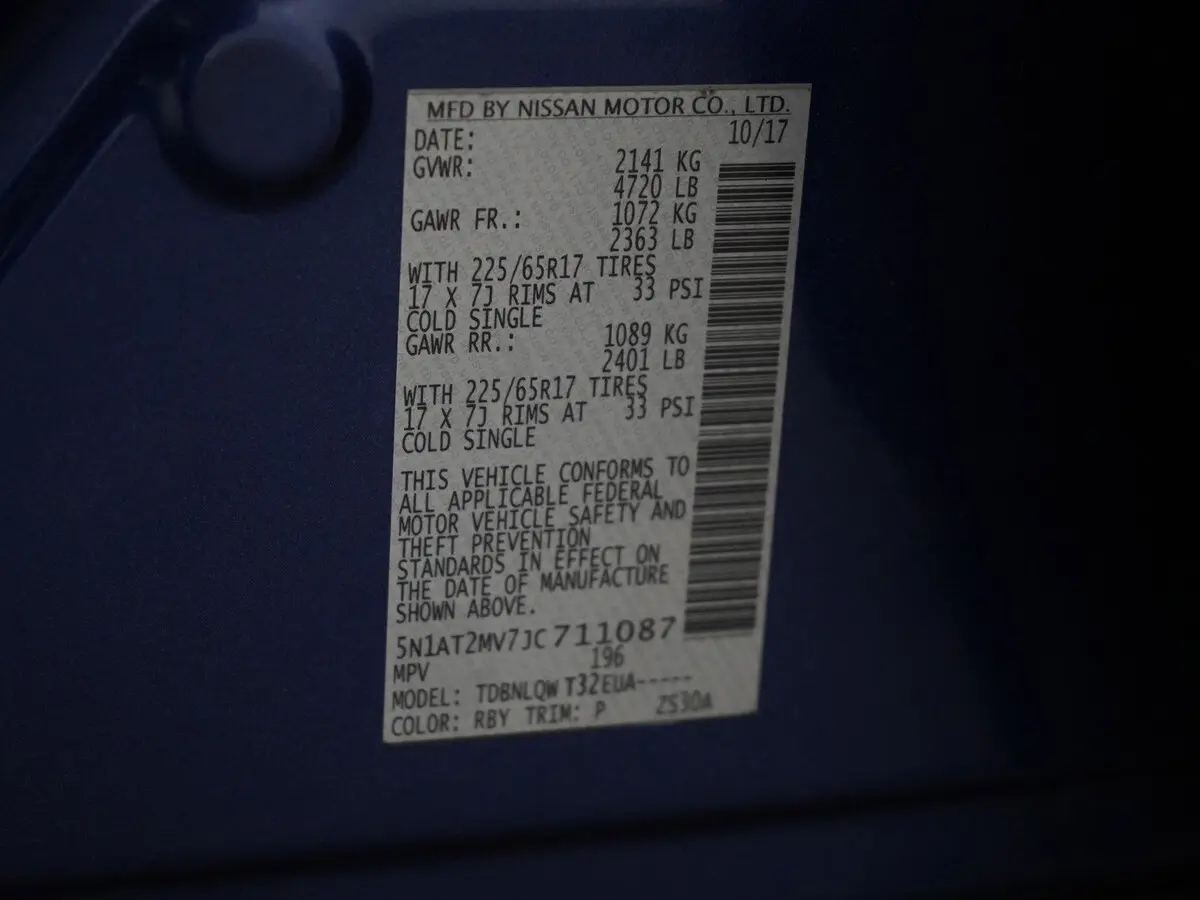 MFD BY NISSAN MOTOR CO., LTD.
DATE: 10/17
GVWR: 2141 KG
4720 LB
GAWR FR.: 1072 KG
2363 LB
WITH 225/65R17 TIRES
17 X 7J RIMS AT 33 PSI
COLD SINGLE
GAWR RR.: 1089 KG
2401 LB
WITH 225/65R17 TIRES
17 X 7J RIMS AT 33 PSI
COLD SINGLE
THIS VEHICLE CONFORMS TO
ALL APPLICABLE FEDERAL
MOTOR VEHICLE SAFETY AND
THEFT PREVENTION
STANDARDS IN EFFECT ON
THE DATE OF MANUFACTURE
SHOWN ABOVE.
5N1AT2MV7JC711087
MPV 196
MODEL: TDBNLQW T32EUA-----
COLOR: RBY TRIM: P ZS30A